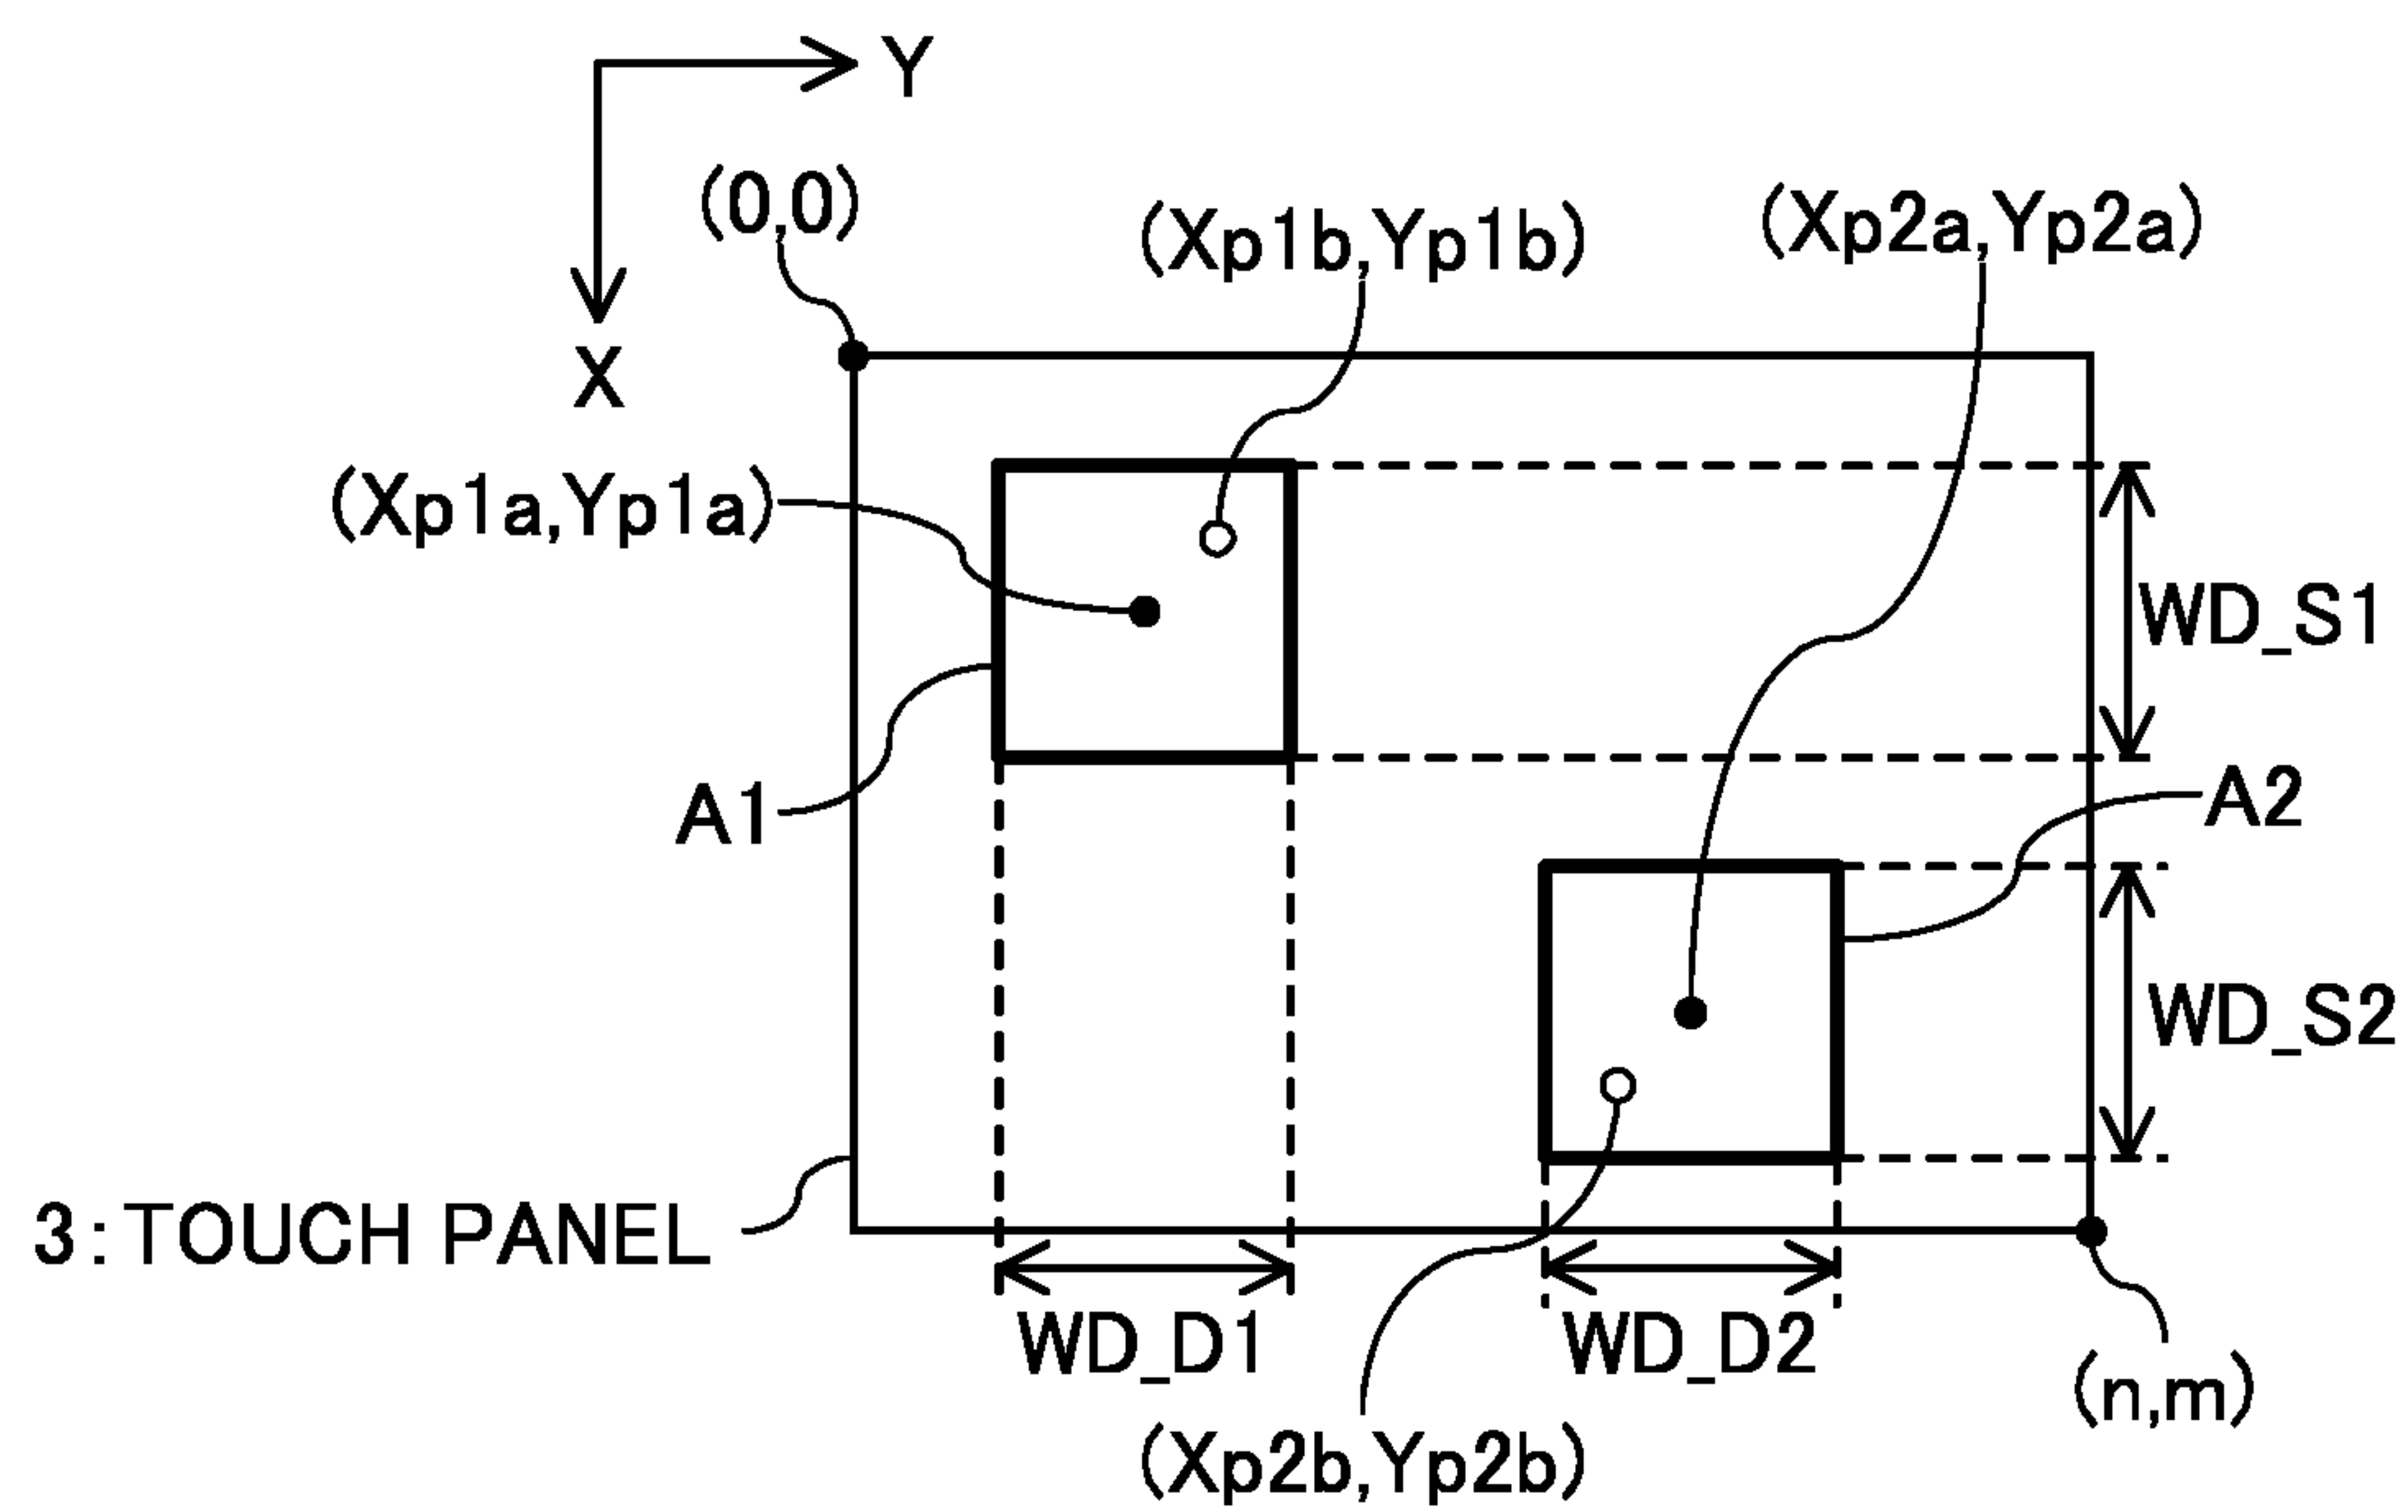 Y
(0,0)
(Xp1b,Yp1b)
(Xp2a,Yp2a)
X
(Xp1a,Yp1a)
WD_S1
A1
A2
WD_S2
3:TOUCH PANEL
WD_D1
WD_D2
(n,m)
(Xp2b,Yp2b)